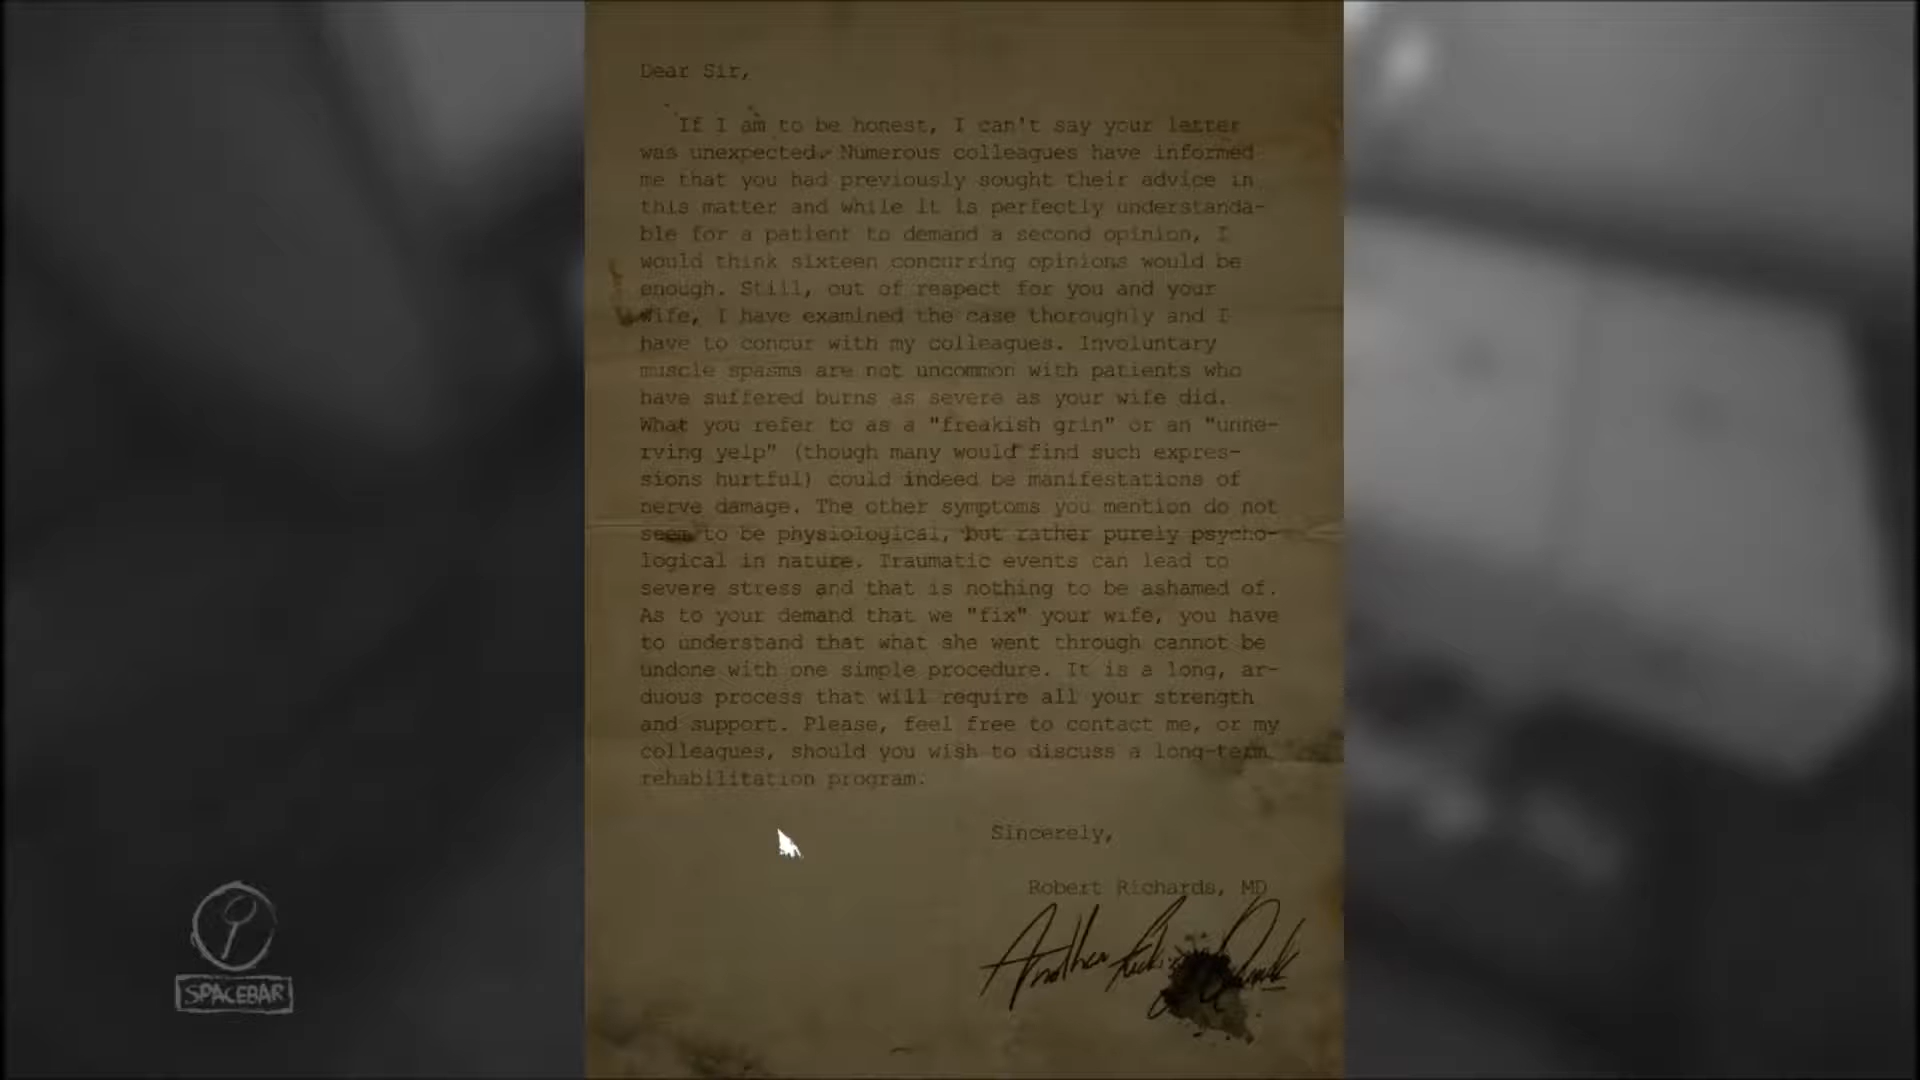 Dear Sir,
If I am to be honest, I can't say your letter
was unexpected. Numerous colleagues have informed
me that you had previously sought their advice in
this matter and while it is perfectly understanda-
ble for a patient to demand a second opinion, I
would think sixteen concurring opinions would be
enough. Still, out of respect for you and your
wife, I have examined the case thoroughly and I
have to concur with my colleagues. Involuntary
muscle spasms are not uncommon with patients who
have suffered burns as severe as your wife did.
What you refer to as a "freakish grin" or an "unne-
rving yelp" (though many would find such expres-
sions hurtful) could indeed be manifestations of
nerve damage. The other symptoms you mention do not
seem to be physiological, but rather purely psycho-
logical in nature. Traumatic events can lead to
severe stress and that is nothing to be ashamed of.
As to your demand that we "fix" your wife, you have
to understand that what she went through cannot be
undone with one simple procedure. It is a long, ar-
duous process that will require all your strength
and support. Please, feel free to contact me, or my
colleagues, should you wish to discuss a long-term
rehabilitation program.
Sincerely,
Robert Richards, MD
Another
SPACEBAR